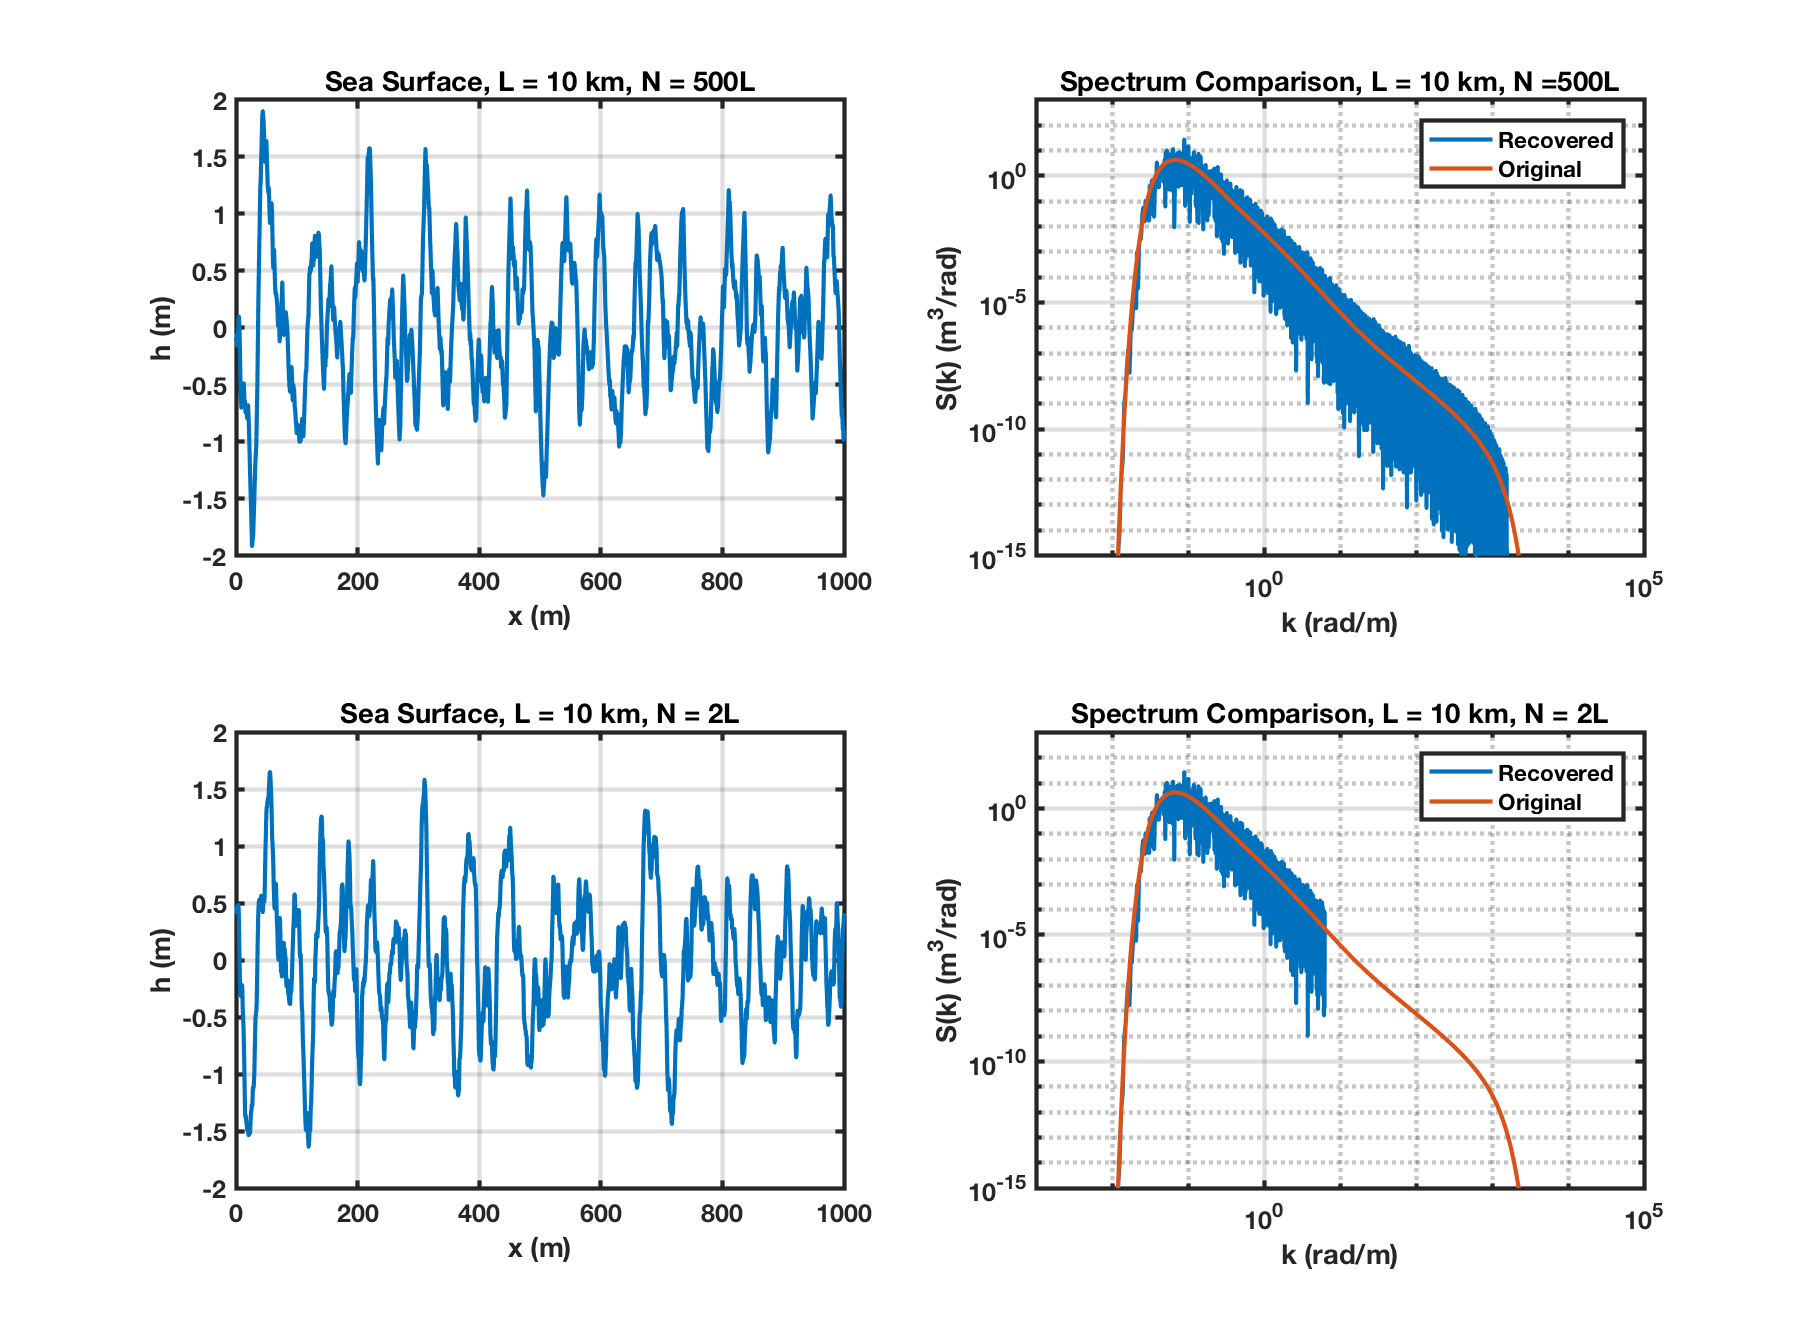 Sea Surface, L = 10 km, N = 500L
2
1.5
1
0.5
0
-0.5
-1
-1.5
-2
h (m)
0 200 400 600 800 1000
x (m)
Spectrum Comparison, L = 10 km, N =500L
Recovered
Original
10^0
10^-5
10^-10
10^-15
S(k) (m^3/rad)
10^0 10^5
k (rad/m)
Sea Surface, L = 10 km, N = 2L
2
1.5
1
0.5
0
-0.5
-1
-1.5
-2
h (m)
0 200 400 600 800 1000
x (m)
Spectrum Comparison, L = 10 km, N = 2L
Recovered
Original
10^0
10^-5
10^-10
10^-15
S(k) (m^3/rad)
10^0 10^5
k (rad/m)